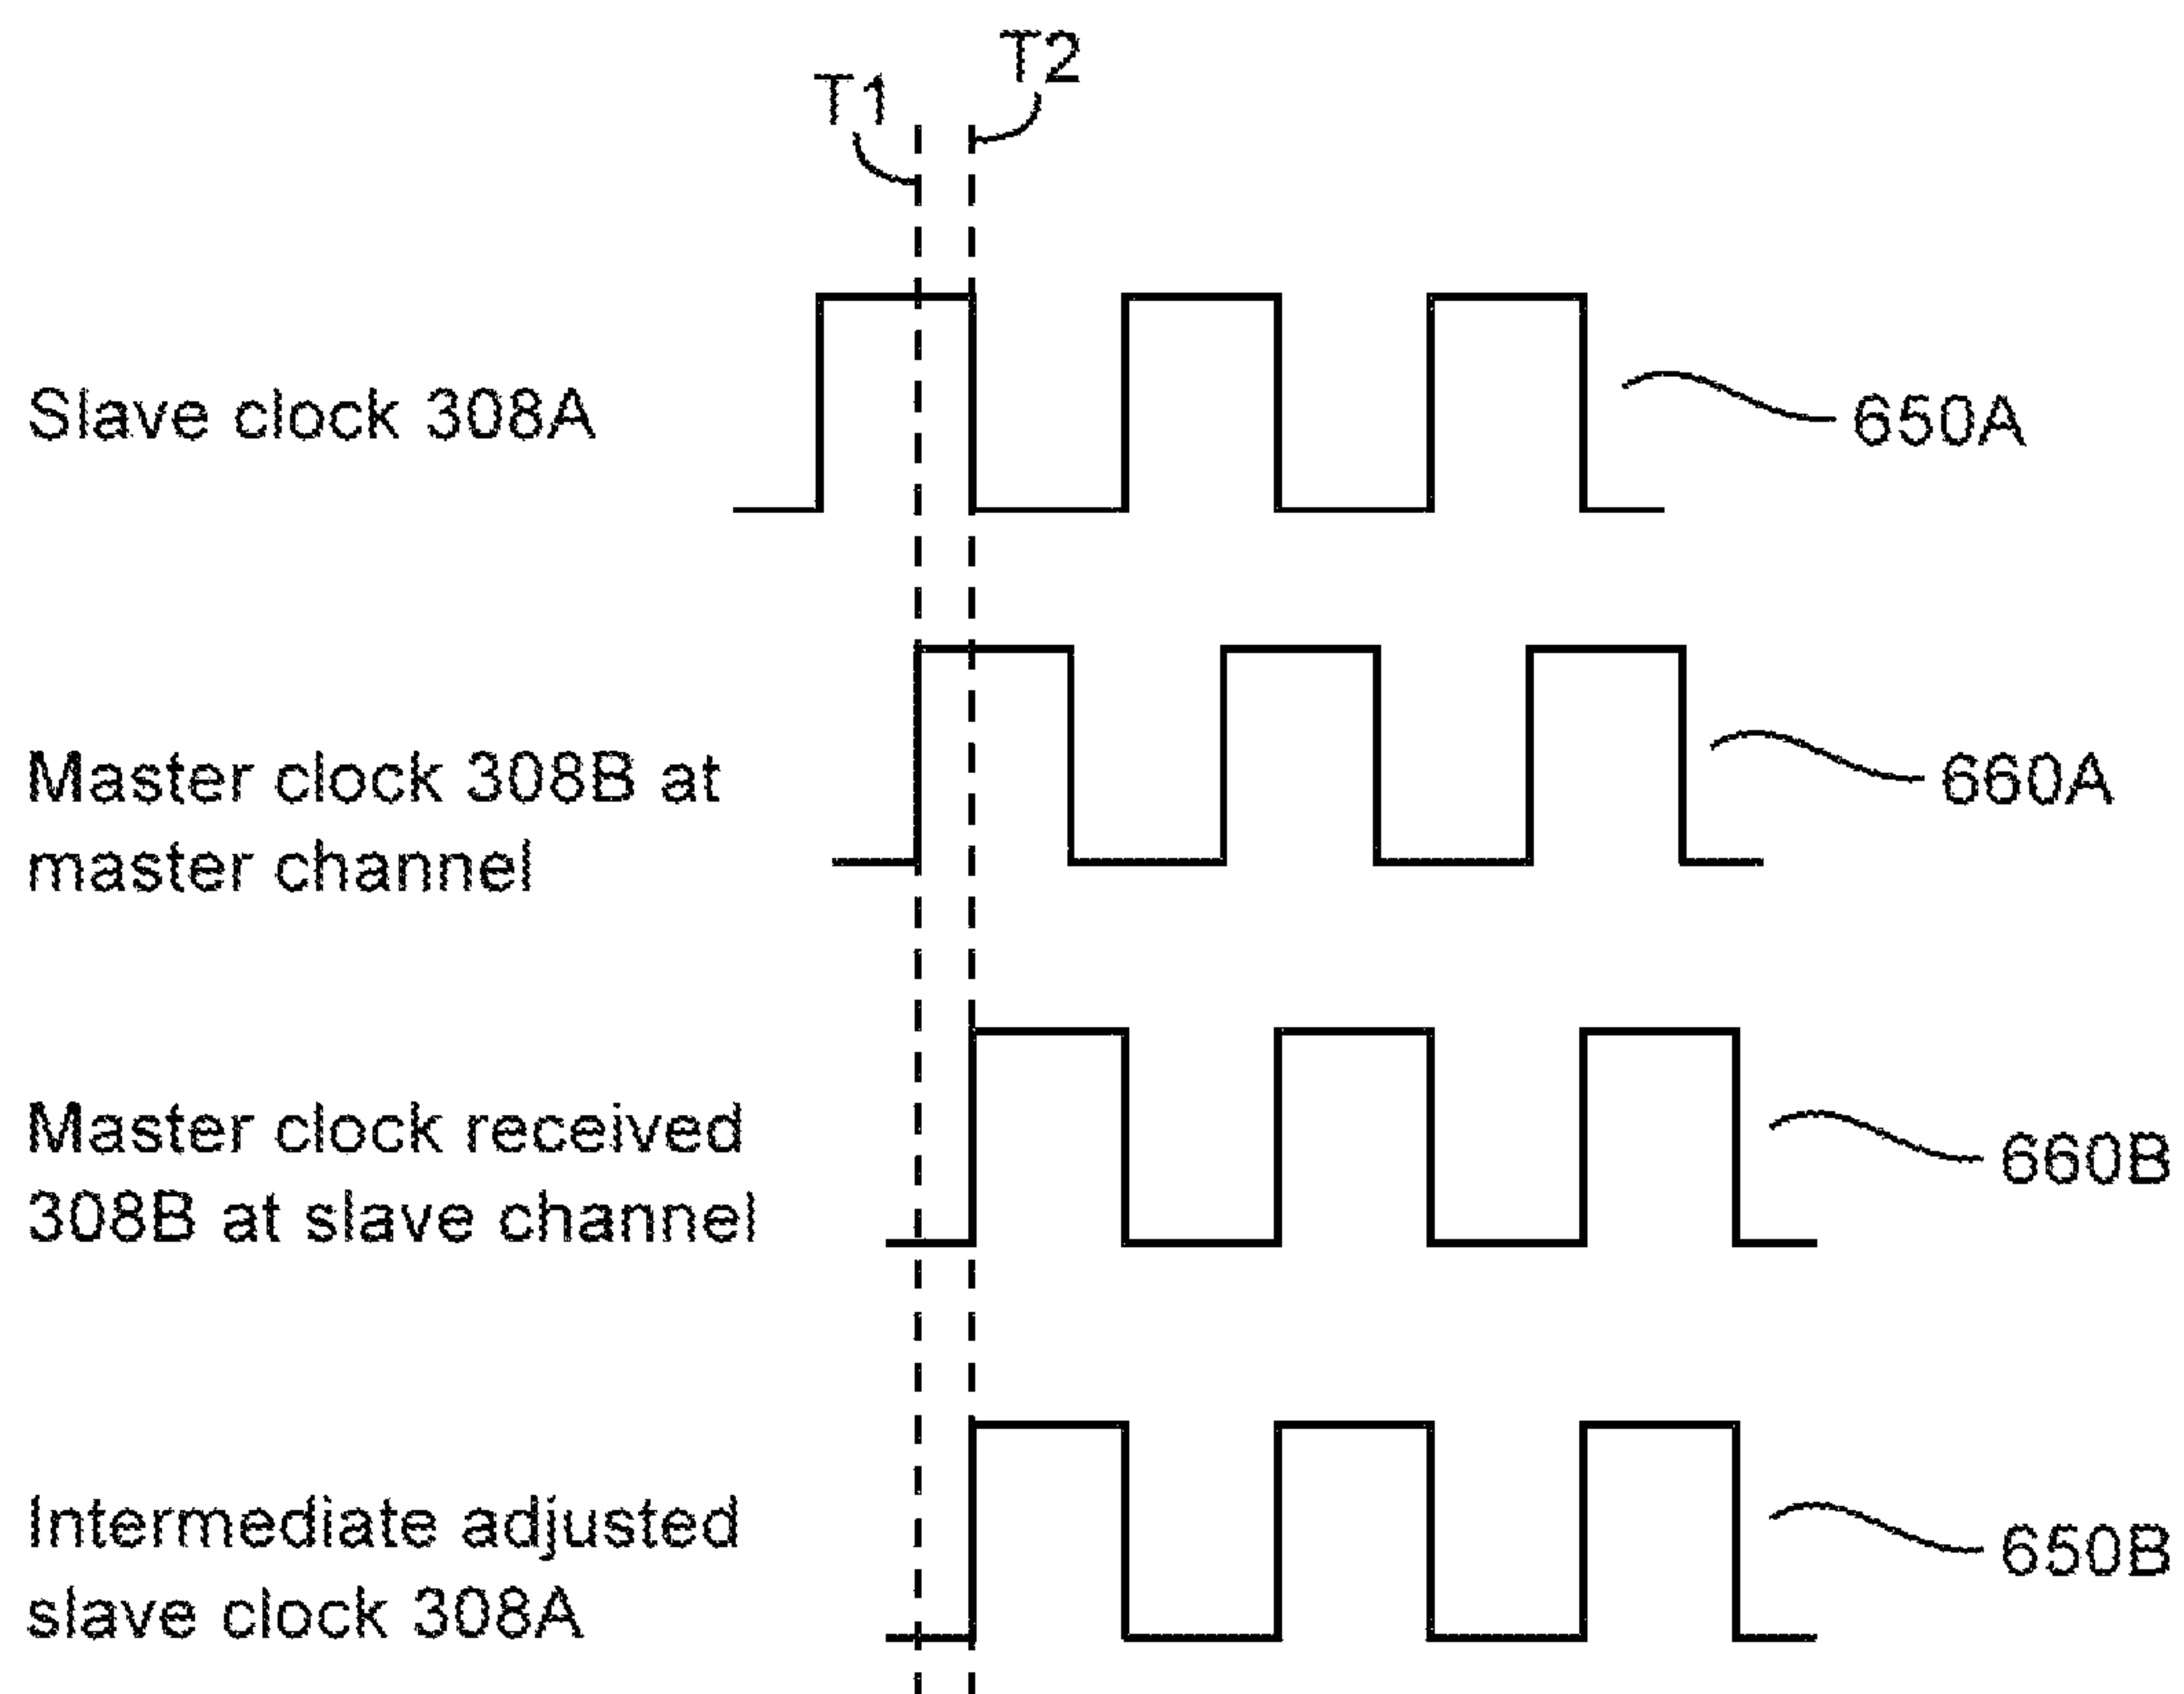 T1
T2
Slave clock 308A
650A
Master clock 308B at
master channel
660A
Master clock received
308B at slave channel
660B
Intermediate adjusted
slave clock 308A
650B